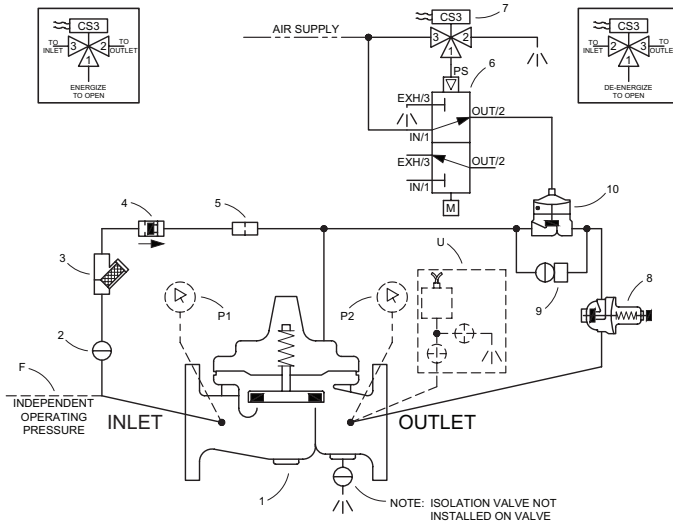 CS3
TO
INLET
3
2
TO
OUTLET
1
ENERGIZE
TO OPEN
AIR SUPPLY
CS3
7
3
2
1
PS
6
EXH/3
OUT/2
IN/1
EXH/3
OUT/2
IN/1
M
CS3
TO
INLET
2
3
TO
OUTLET
1
DE-ENERGIZE
TO OPEN
4
5
10
3
U
9
8
P1
P2
2
F
INDEPENDENT
OPERATING
PRESSURE
INLET
OUTLET
1
NOTE: ISOLATION VALVE NOT
INSTALLED ON VALVE